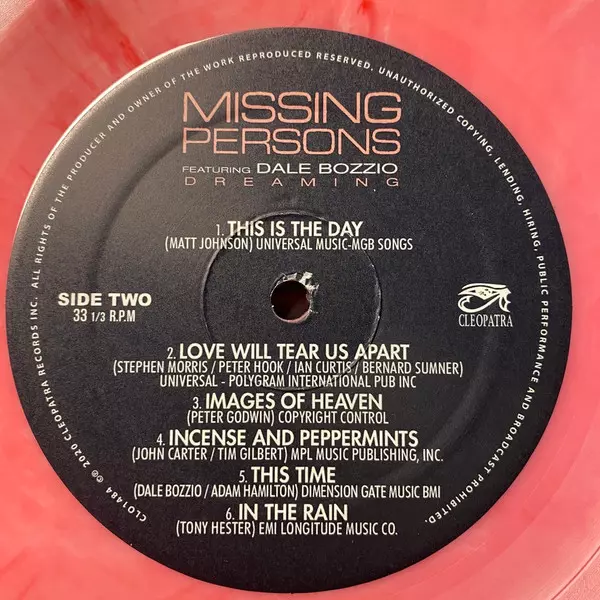 ALL RIGHTS OF THE PRODUCER AND OWNER OF THE WORK REPRODUCED RESERVED. UNAUTHORIZED COPYING, LENDING, HIRING, PUBLIC PERFORMANCE AND BROADCAST PROHIBITED.
MISSING
PERSONS
FEATURING DALE BOZZIO
DREAMING
1. THIS IS THE DAY
(MATT JOHNSON) UNIVERSAL MUSIC-MGB SONGS
SIDE TWO
33 1/3 R.P.M
CLEOPATRA
2. LOVE WILL TEAR US APART
(STEPHEN MORRIS / PETER HOOK / IAN CURTIS / BERNARD SUMNER)
UNIVERSAL - POLYGRAM INTERNATIONAL PUB INC
3. IMAGES OF HEAVEN
(PETER GODWIN) COPYRIGHT CONTROL
4. INCENSE AND PEPPERMINTS
(JOHN CARTER / TIM GILBERT) MPL MUSIC PUBLISHING, INC.
5. THIS TIME
(DALE BOZZIO / ADAM HAMILTON) DIMENSION GATE MUSIC BMI
6. IN THE RAIN
(TONY HESTER) EMI LONGITUDE MUSIC CO.
CLO1484 ©℗ 2020 CLEOPATRA RECORDS INC.